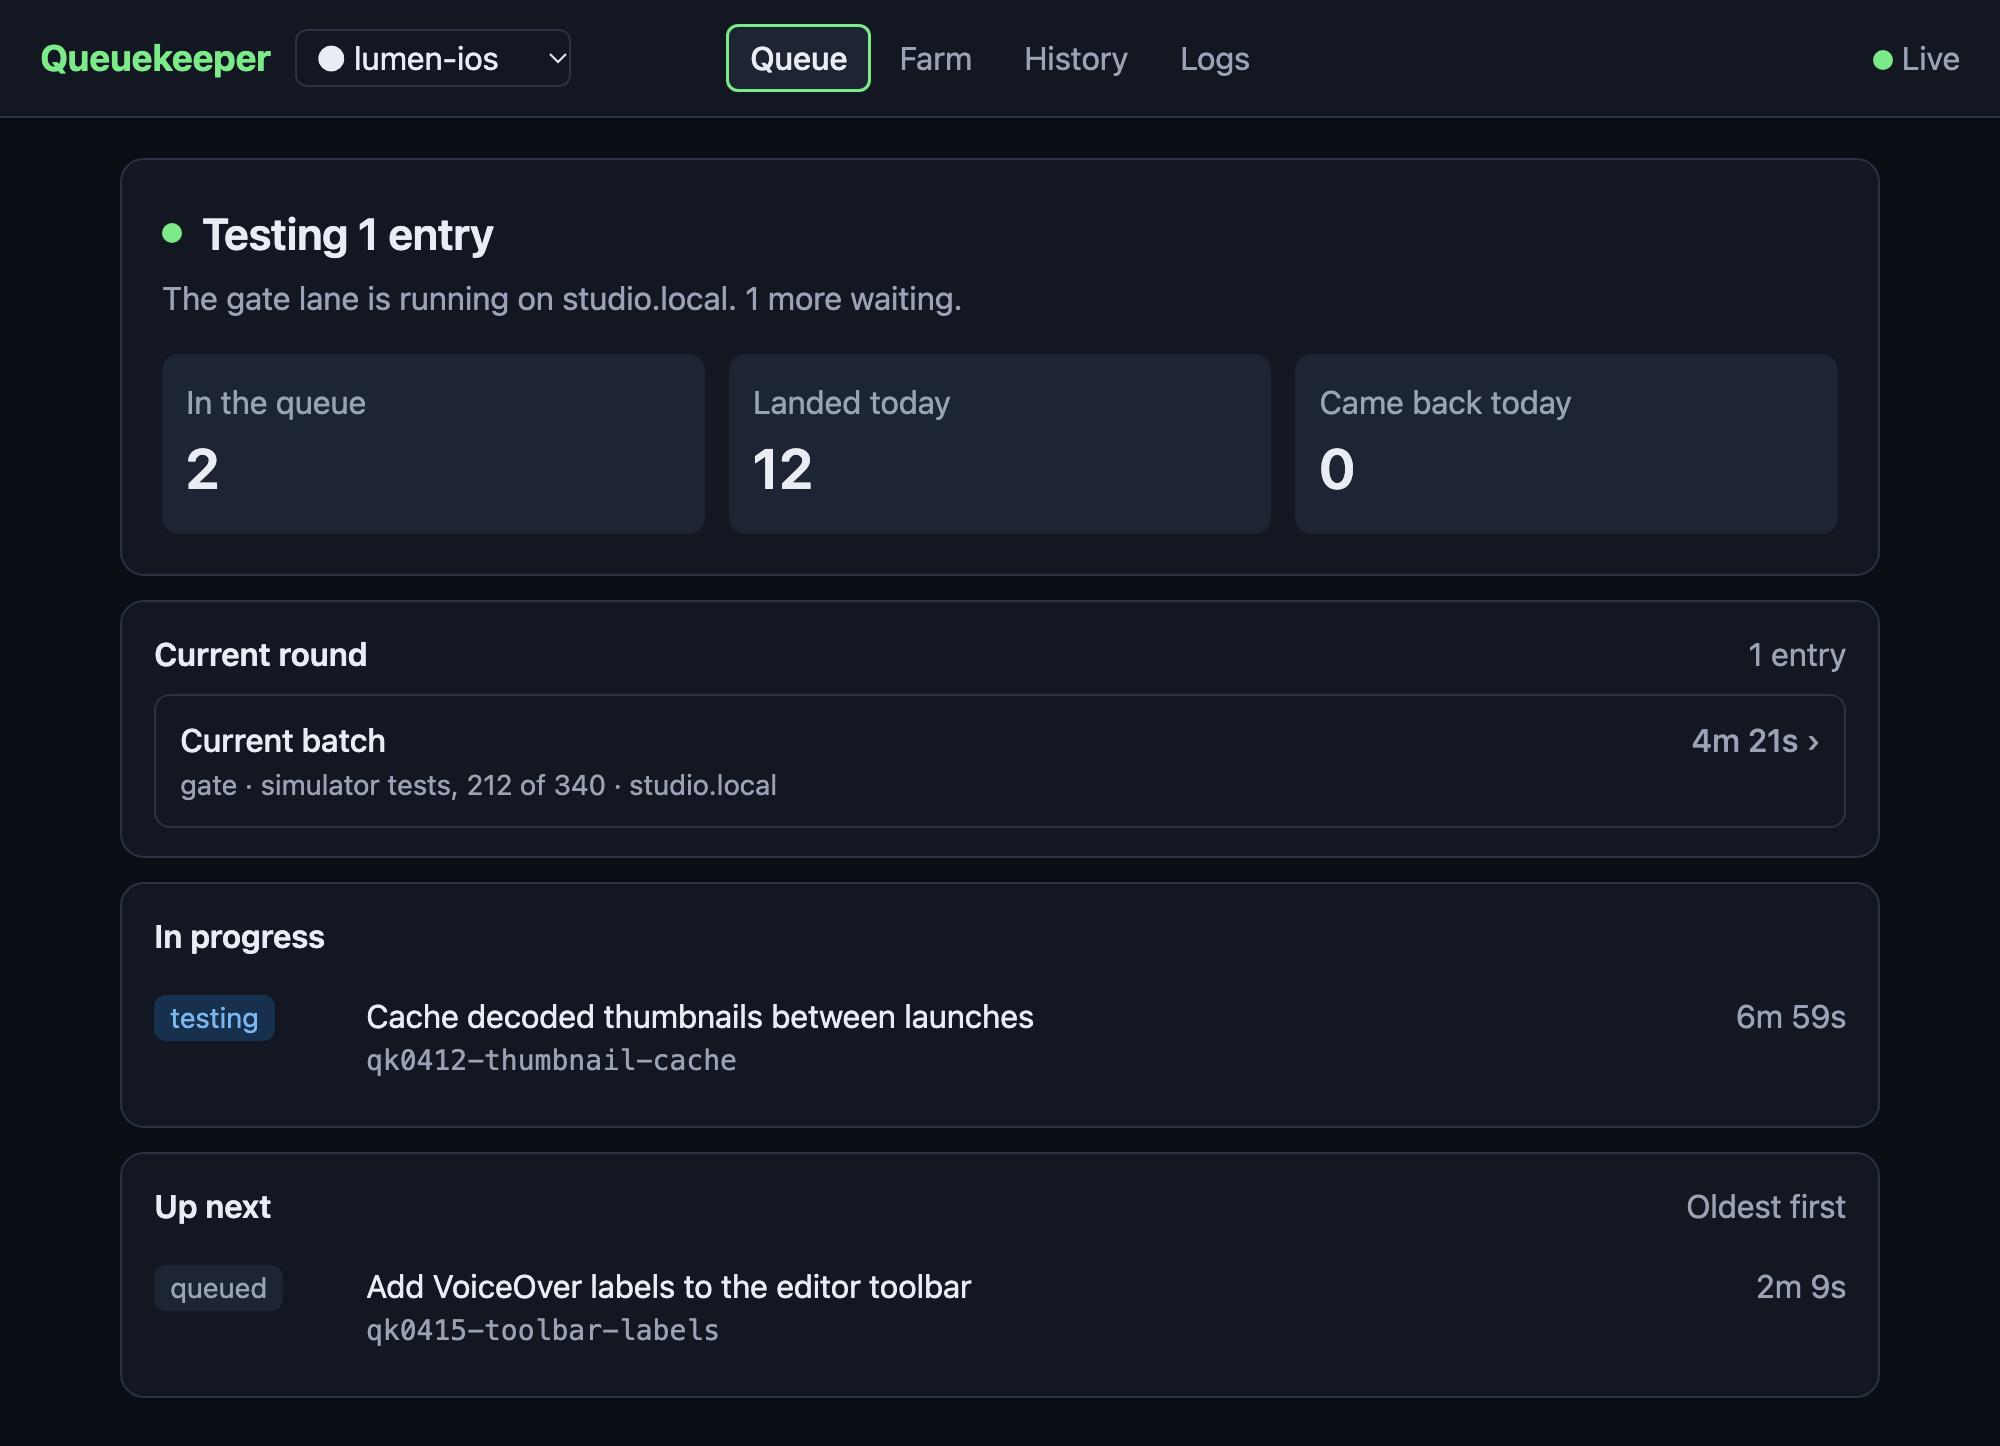 Queuekeeper
lumen-ios
Queue Farm History Logs
Live
Testing 1 entry
The gate lane is running on studio.local. 1 more waiting.
In the queue
2
Landed today
12
Came back today
0
Current round
1 entry
Current batch
4m 21s ›
gate · simulator tests, 212 of 340 · studio.local
In progress
testing
Cache decoded thumbnails between launches
6m 59s
qk0412-thumbnail-cache
Up next
Oldest first
queued
Add VoiceOver labels to the editor toolbar
2m 9s
qk0415-toolbar-labels